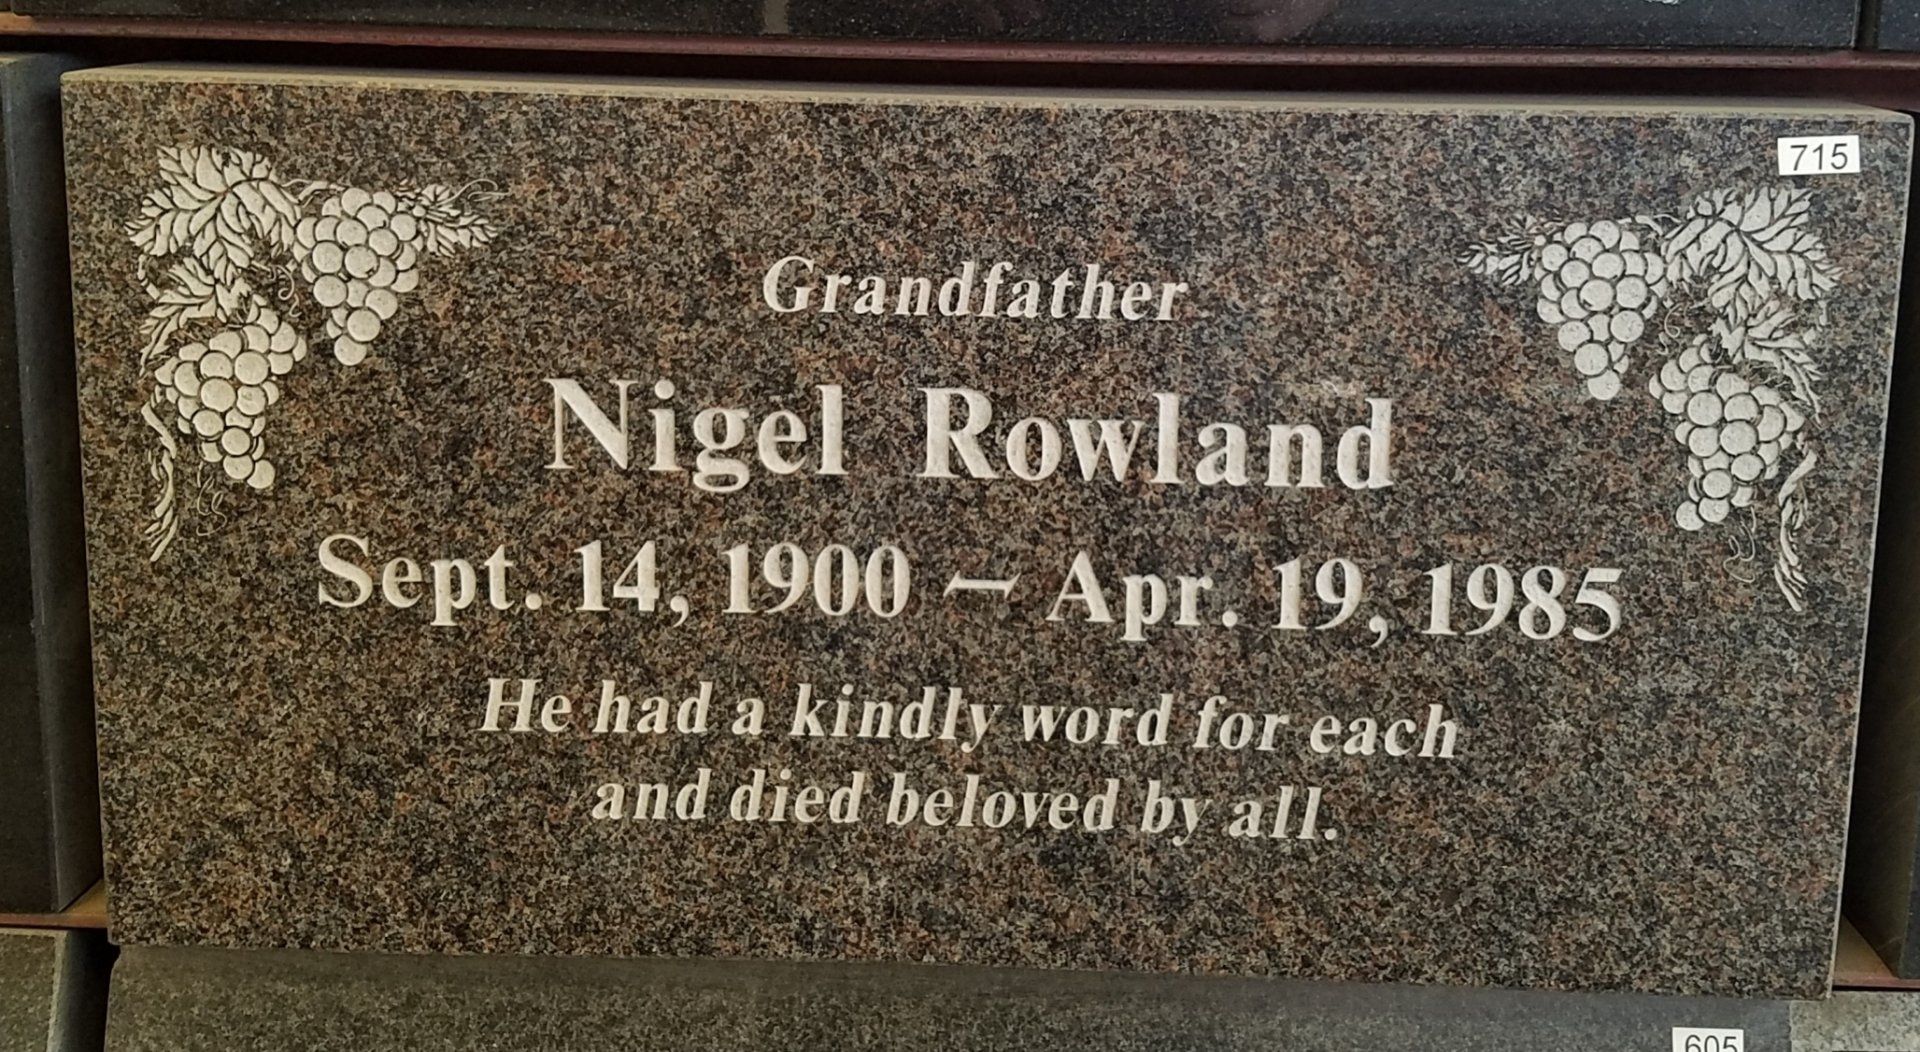 715
Grandfather
Nigel Rowland
Sept. 14, 1900 – Apr. 19, 1985
He had a kindly word for each
and died beloved by all.
605